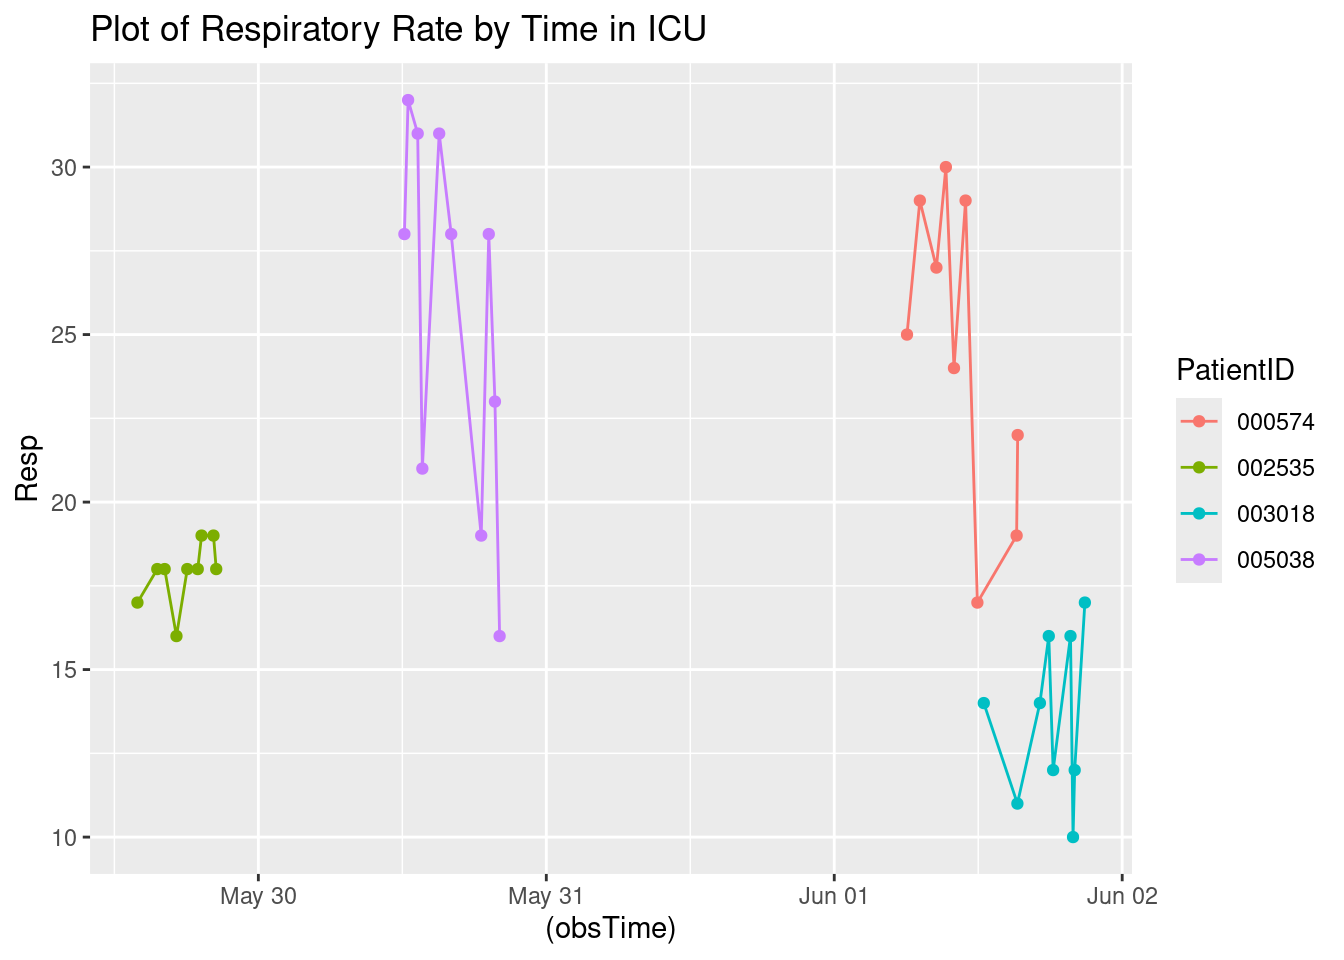 Plot of Respiratory Rate by Time in ICU
Resp
30
25
20
15
10
May 30 May 31 Jun 01 Jun 02
(obsTime)
PatientID
000574
002535
003018
005038